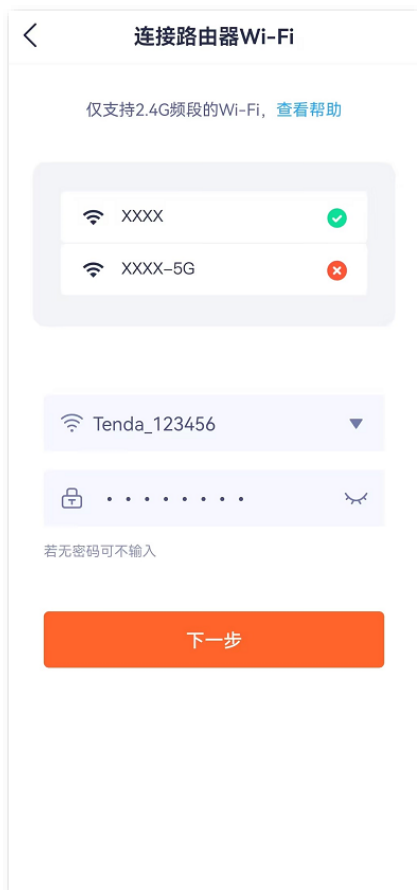 连接路由器Wi-Fi
仅支持2.4G频段的Wi-Fi，查看帮助
XXXX
XXXX-5G
Tenda_123456
若无密码可不输入
下一步